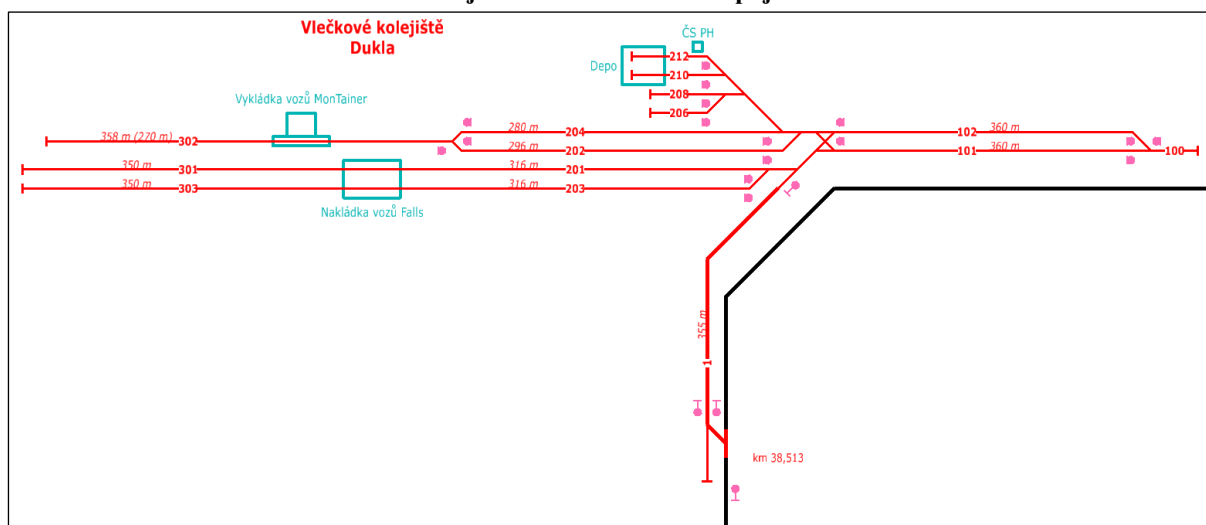 Vlečkové kolejiště
Dukla
ČS PH
212
Depo
210
208
206
Vykládka vozů MonTainer
358 m (270 m)
302
280 m
204
296 m
202
102
360 m
101
360 m
100
350 m
301
316 m
201
350 m
303
316 m
203
Nakládka vozů Falls
355 m
1
km 38,513